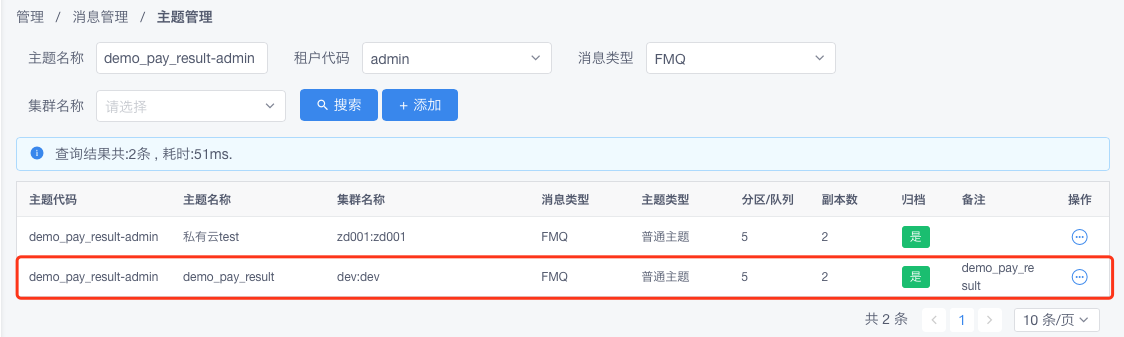 管理 / 消息管理 / 主题管理
主题名称 demo_pay_result-admin 租户代码 admin 消息类型 FMQ
集群名称 请选择 搜索 + 添加
查询结果共:2条 , 耗时:51ms.
主题代码 主题名称 集群名称 消息类型 主题类型 分区/队列 副本数 归档 备注 操作
demo_pay_result-admin 私有云test zd001:zd001 FMQ 普通主题 5 2 是
demo_pay_result-admin demo_pay_result dev:dev FMQ 普通主题 5 2 是 demo_pay_re
sult
共 2 条 < 1 > 10 条/页